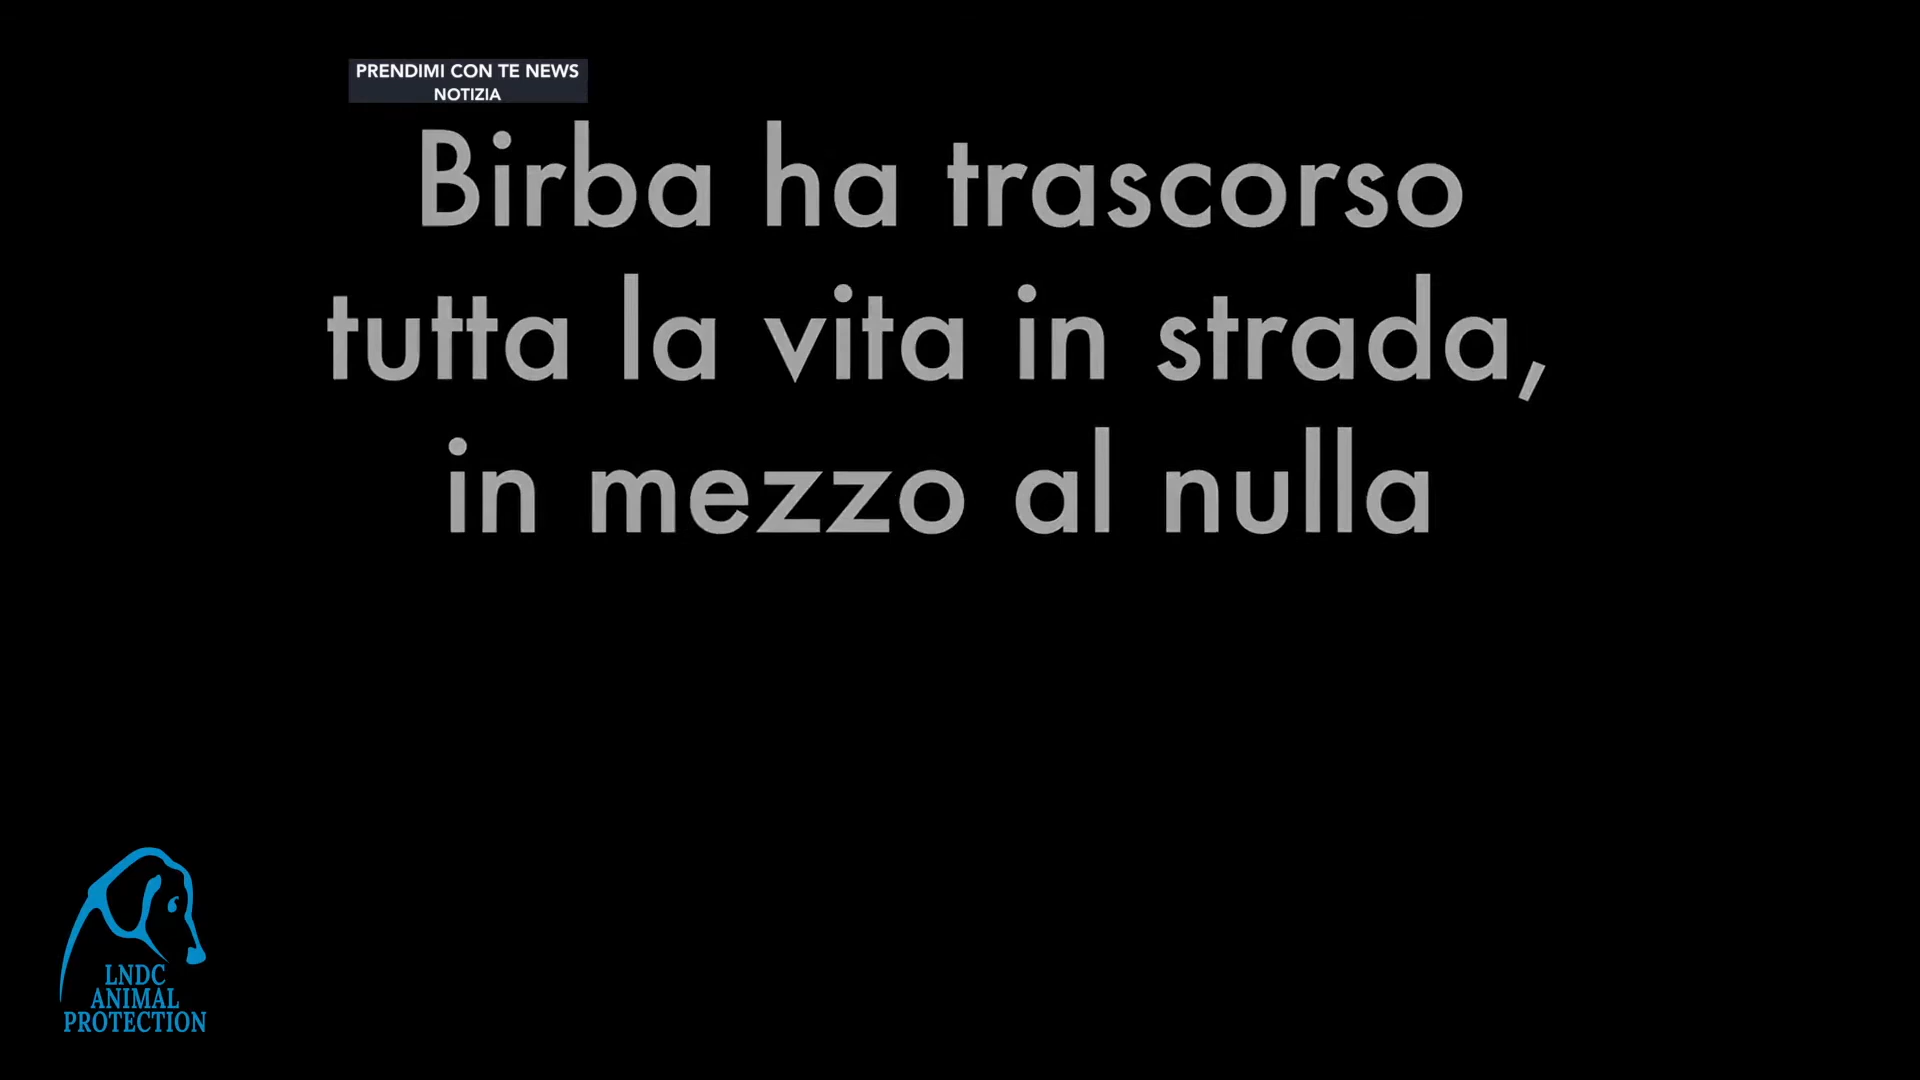 PRENDIMI CON TE NEWS
NOTIZIA
Birba ha trascorso
tutta la vita in strada,
in mezzo al nulla
LNDC
ANIMAL
PROTECTION